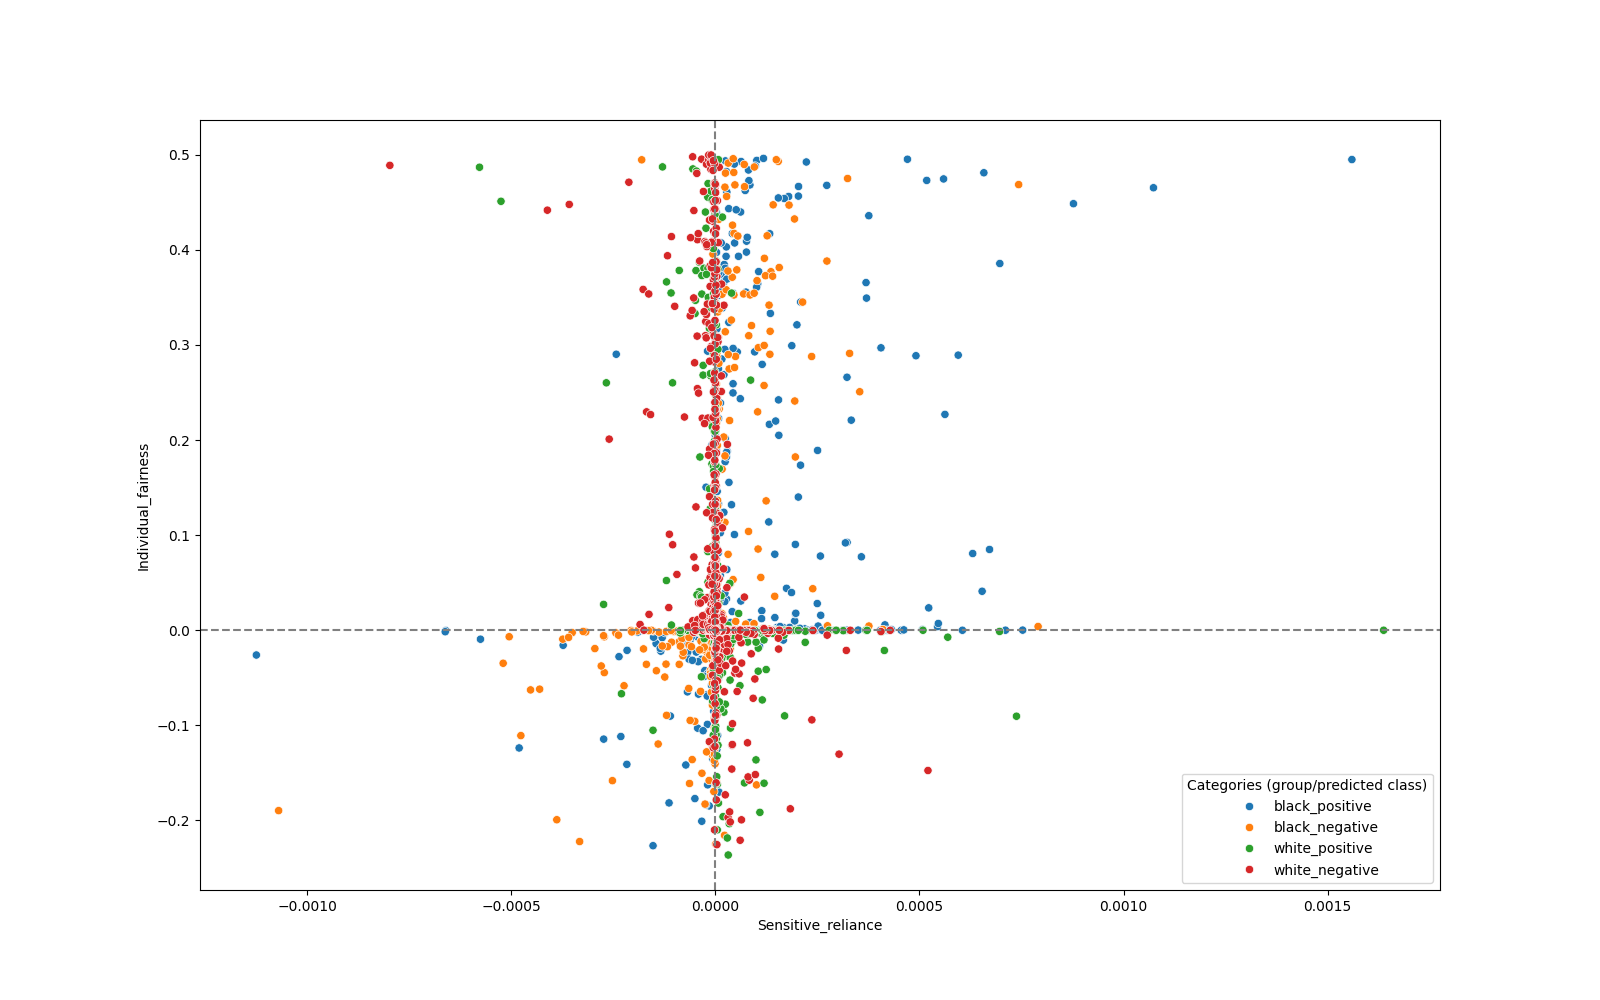 0.5
0.4
0.3
0.2
0.1
0.0
−0.1
−0.2
Individual_fairness
−0.0010
−0.0005
0.0000
0.0005
0.0010
0.0015
Sensitive_reliance
Categories (group/predicted class)
black_positive
black_negative
white_positive
white_negative